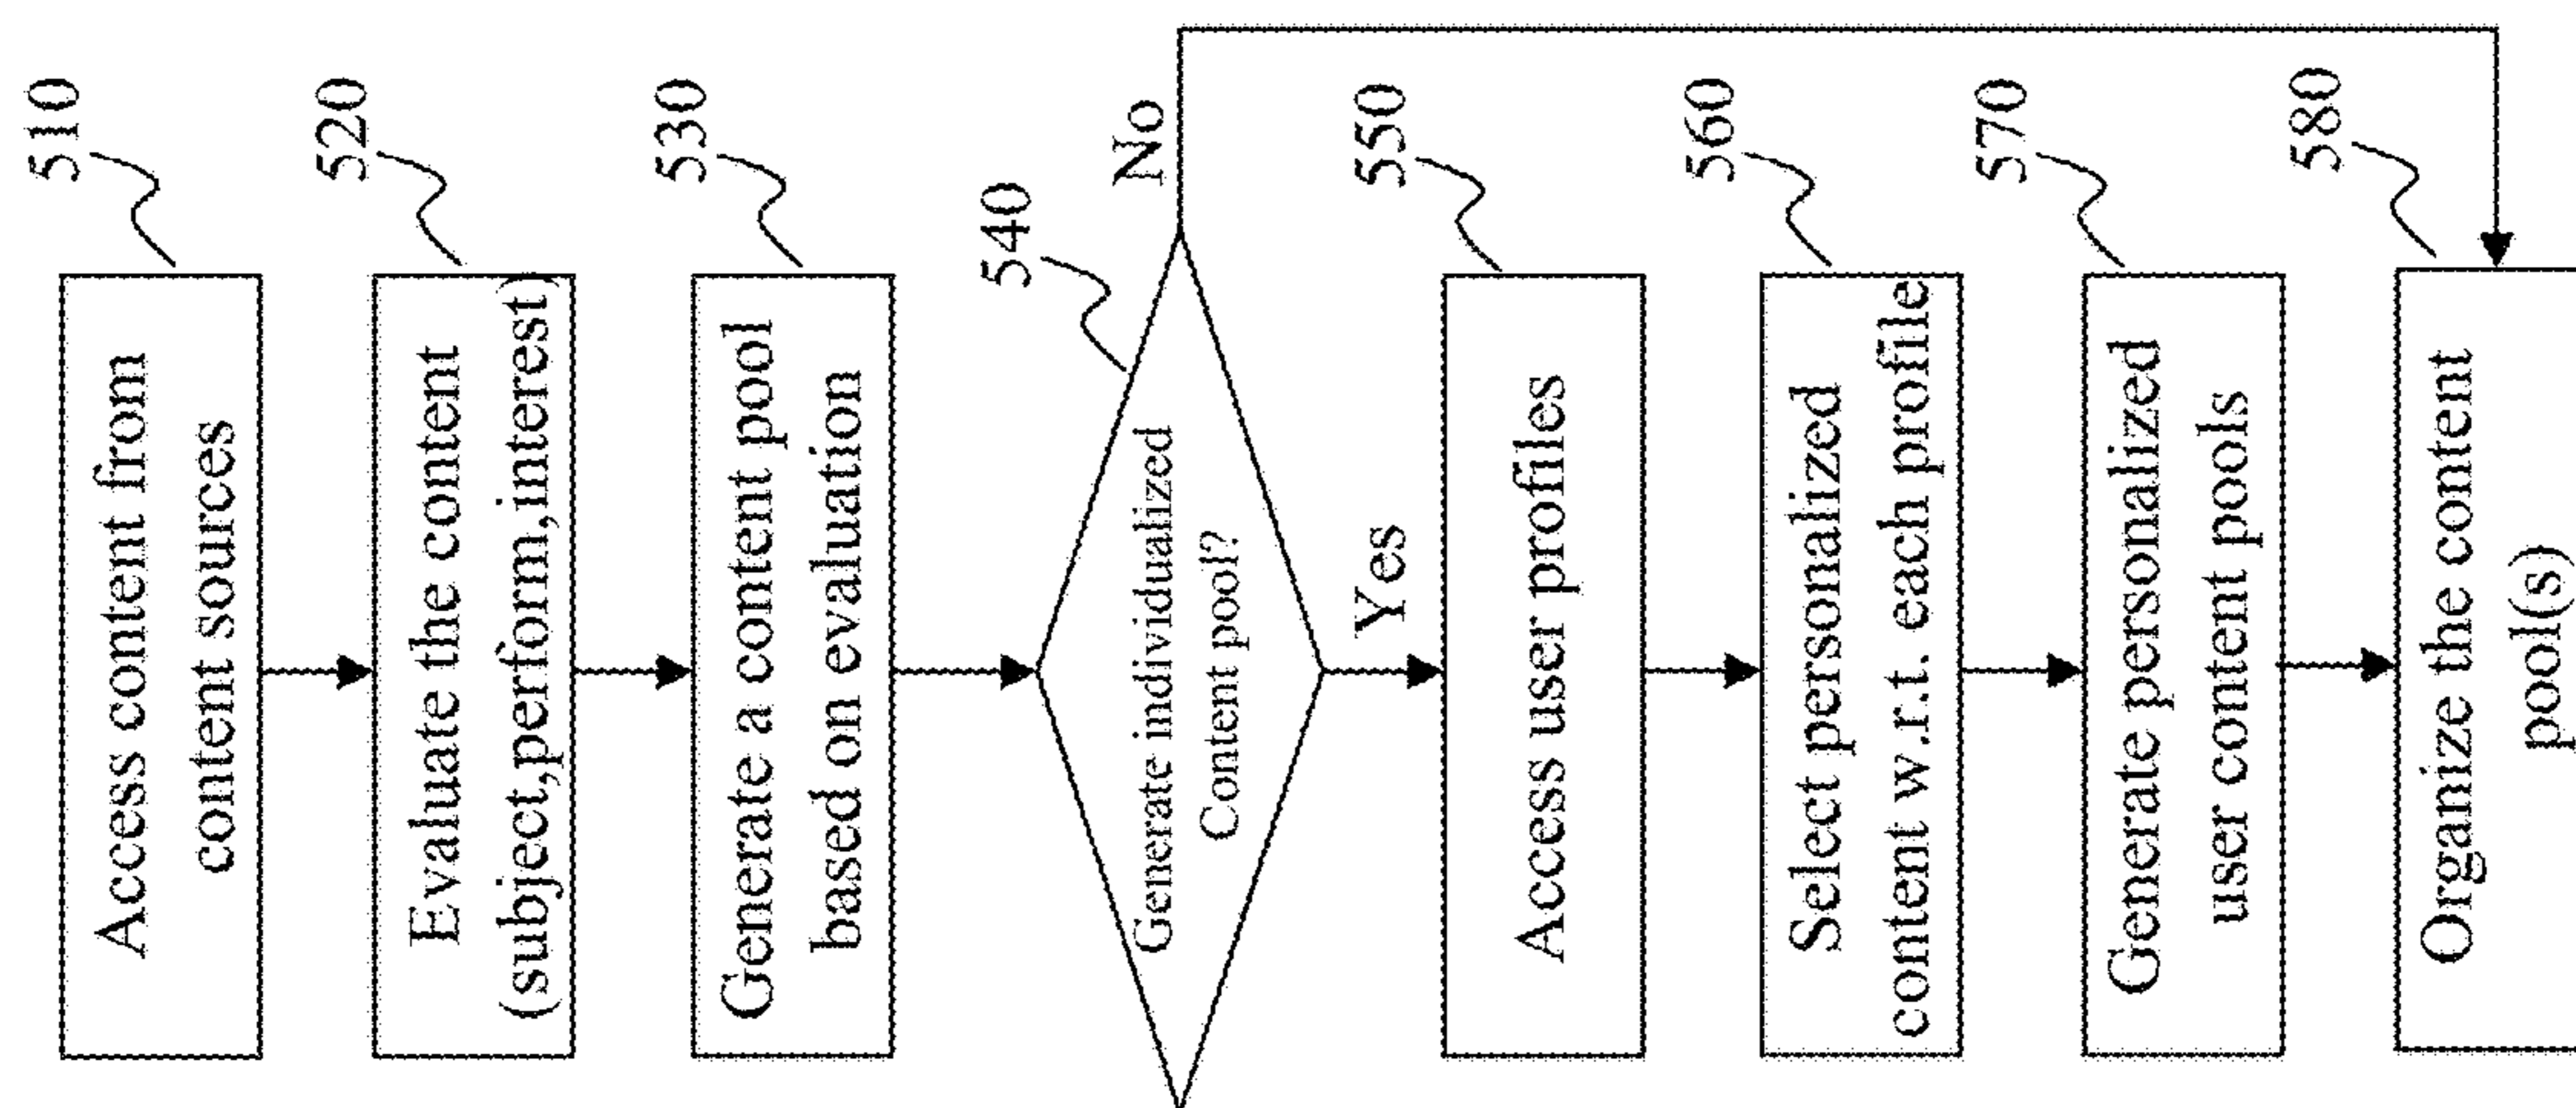 510
Access content from
content sources
520
Evaluate the content
(subject,perform,interest)
530
Generate a content pool
based on evaluation
540
Generate individualized
Content pool?
No
Yes
550
Access user profiles
560
Select personalized
content w.r.t. each profile
570
Generate personalized
user content pools
580
Organize the content
pool(s)